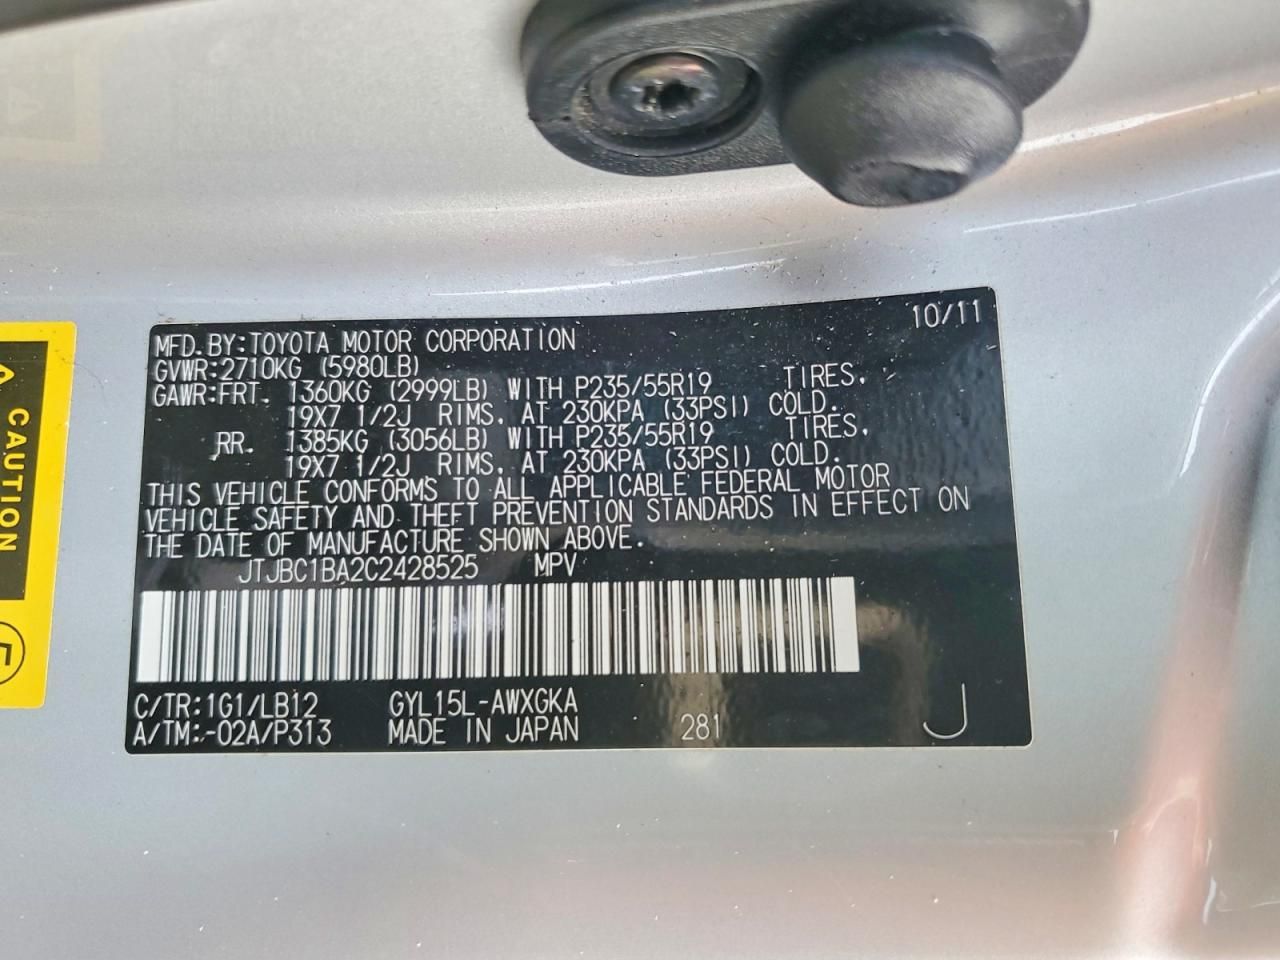 10/11
MFD.BY:TOYOTA MOTOR CORPORATION
GVWR:2710KG (5980LB)
GAWR:FRT. 1360KG (2999LB) WITH P235/55R19 TIRES,
19X7 1/2J RIMS, AT 230KPA (33PSI) COLD.
RR. 1385KG (3056LB) WITH P235/55R19 TIRES,
19X7 1/2J RIMS, AT 230KPA (33PSI) COLD.
THIS VEHICLE CONFORMS TO ALL APPLICABLE FEDERAL MOTOR
VEHICLE SAFETY AND THEFT PREVENTION STANDARDS IN EFFECT ON
THE DATE OF MANUFACTURE SHOWN ABOVE.
JTJBC1BA2C2428525 MPV
C/TR:1G1/LB12 GYL15L-AWXGKA
A/TM:-02A/P313 MADE IN JAPAN 281 J
CAUTION